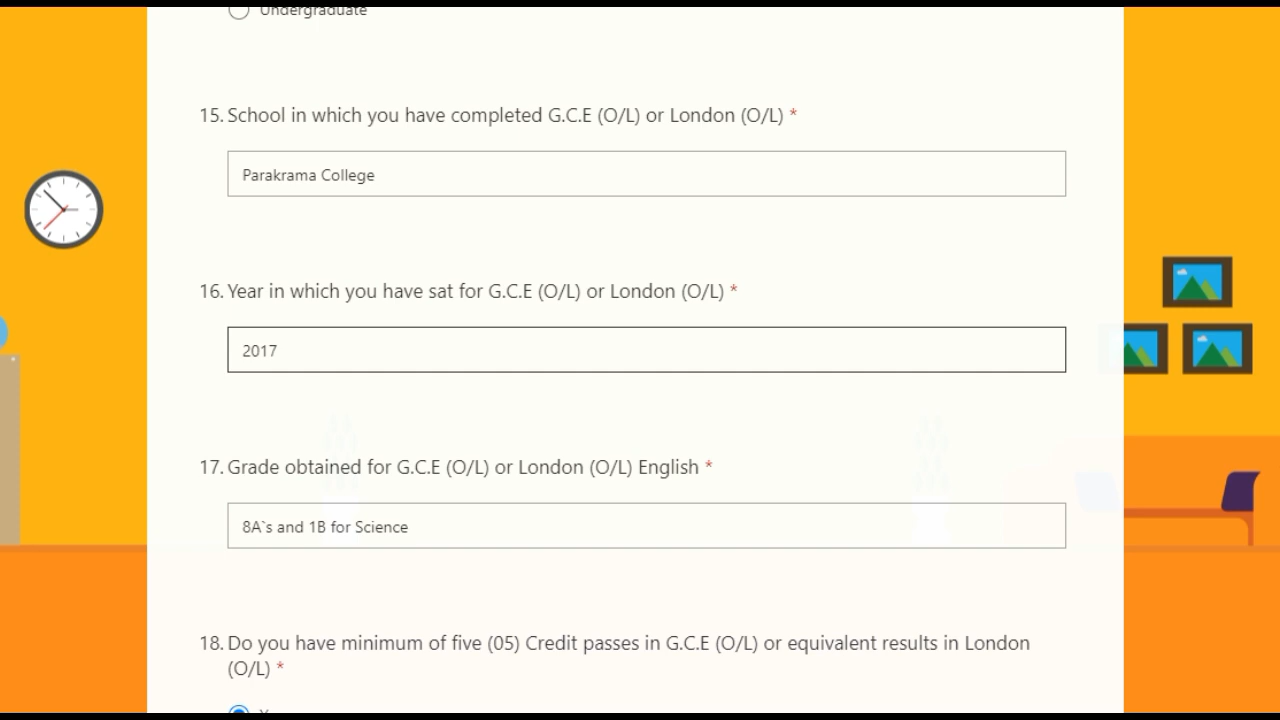 Undergraduate
15. School in which you have completed G.C.E (O/L) or London (O/L) *
Parakrama College
16. Year in which you have sat for G.C.E (O/L) or London (O/L) *
2017
17. Grade obtained for G.C.E (O/L) or London (O/L) English *
8A`s and 1B for Science
18. Do you have minimum of five (05) Credit passes in G.C.E (O/L) or equivalent results in London
(O/L) *